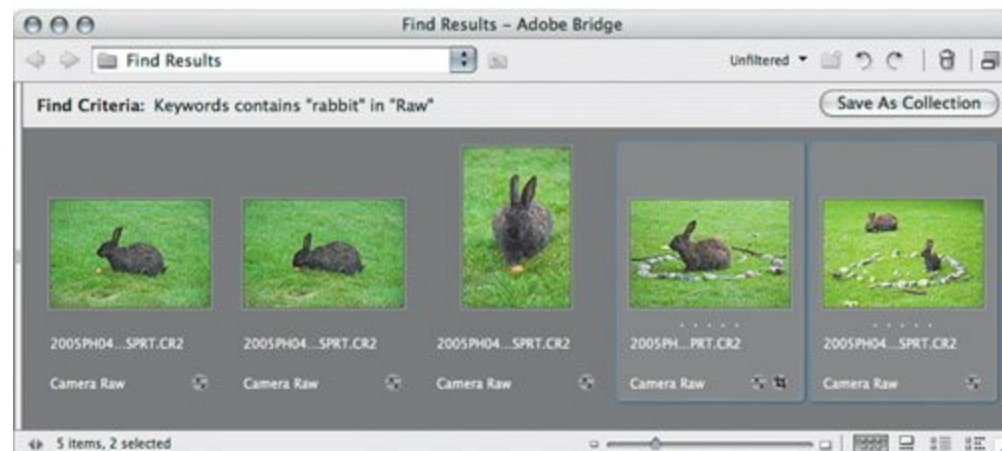 Find Results – Adobe Bridge
Find Results
Unfiltered
Find Criteria: Keywords contains "rabbit" in "Raw"
Save As Collection
2005PH04...SPRT.CR2
2005PH04...SPRT.CR2
2005PH04...SPRT.CR2
2005PH...PRT.CR2
2005PH04...SPRT.CR2
Camera Raw
Camera Raw
Camera Raw
Camera Raw
Camera Raw
5 items, 2 selected